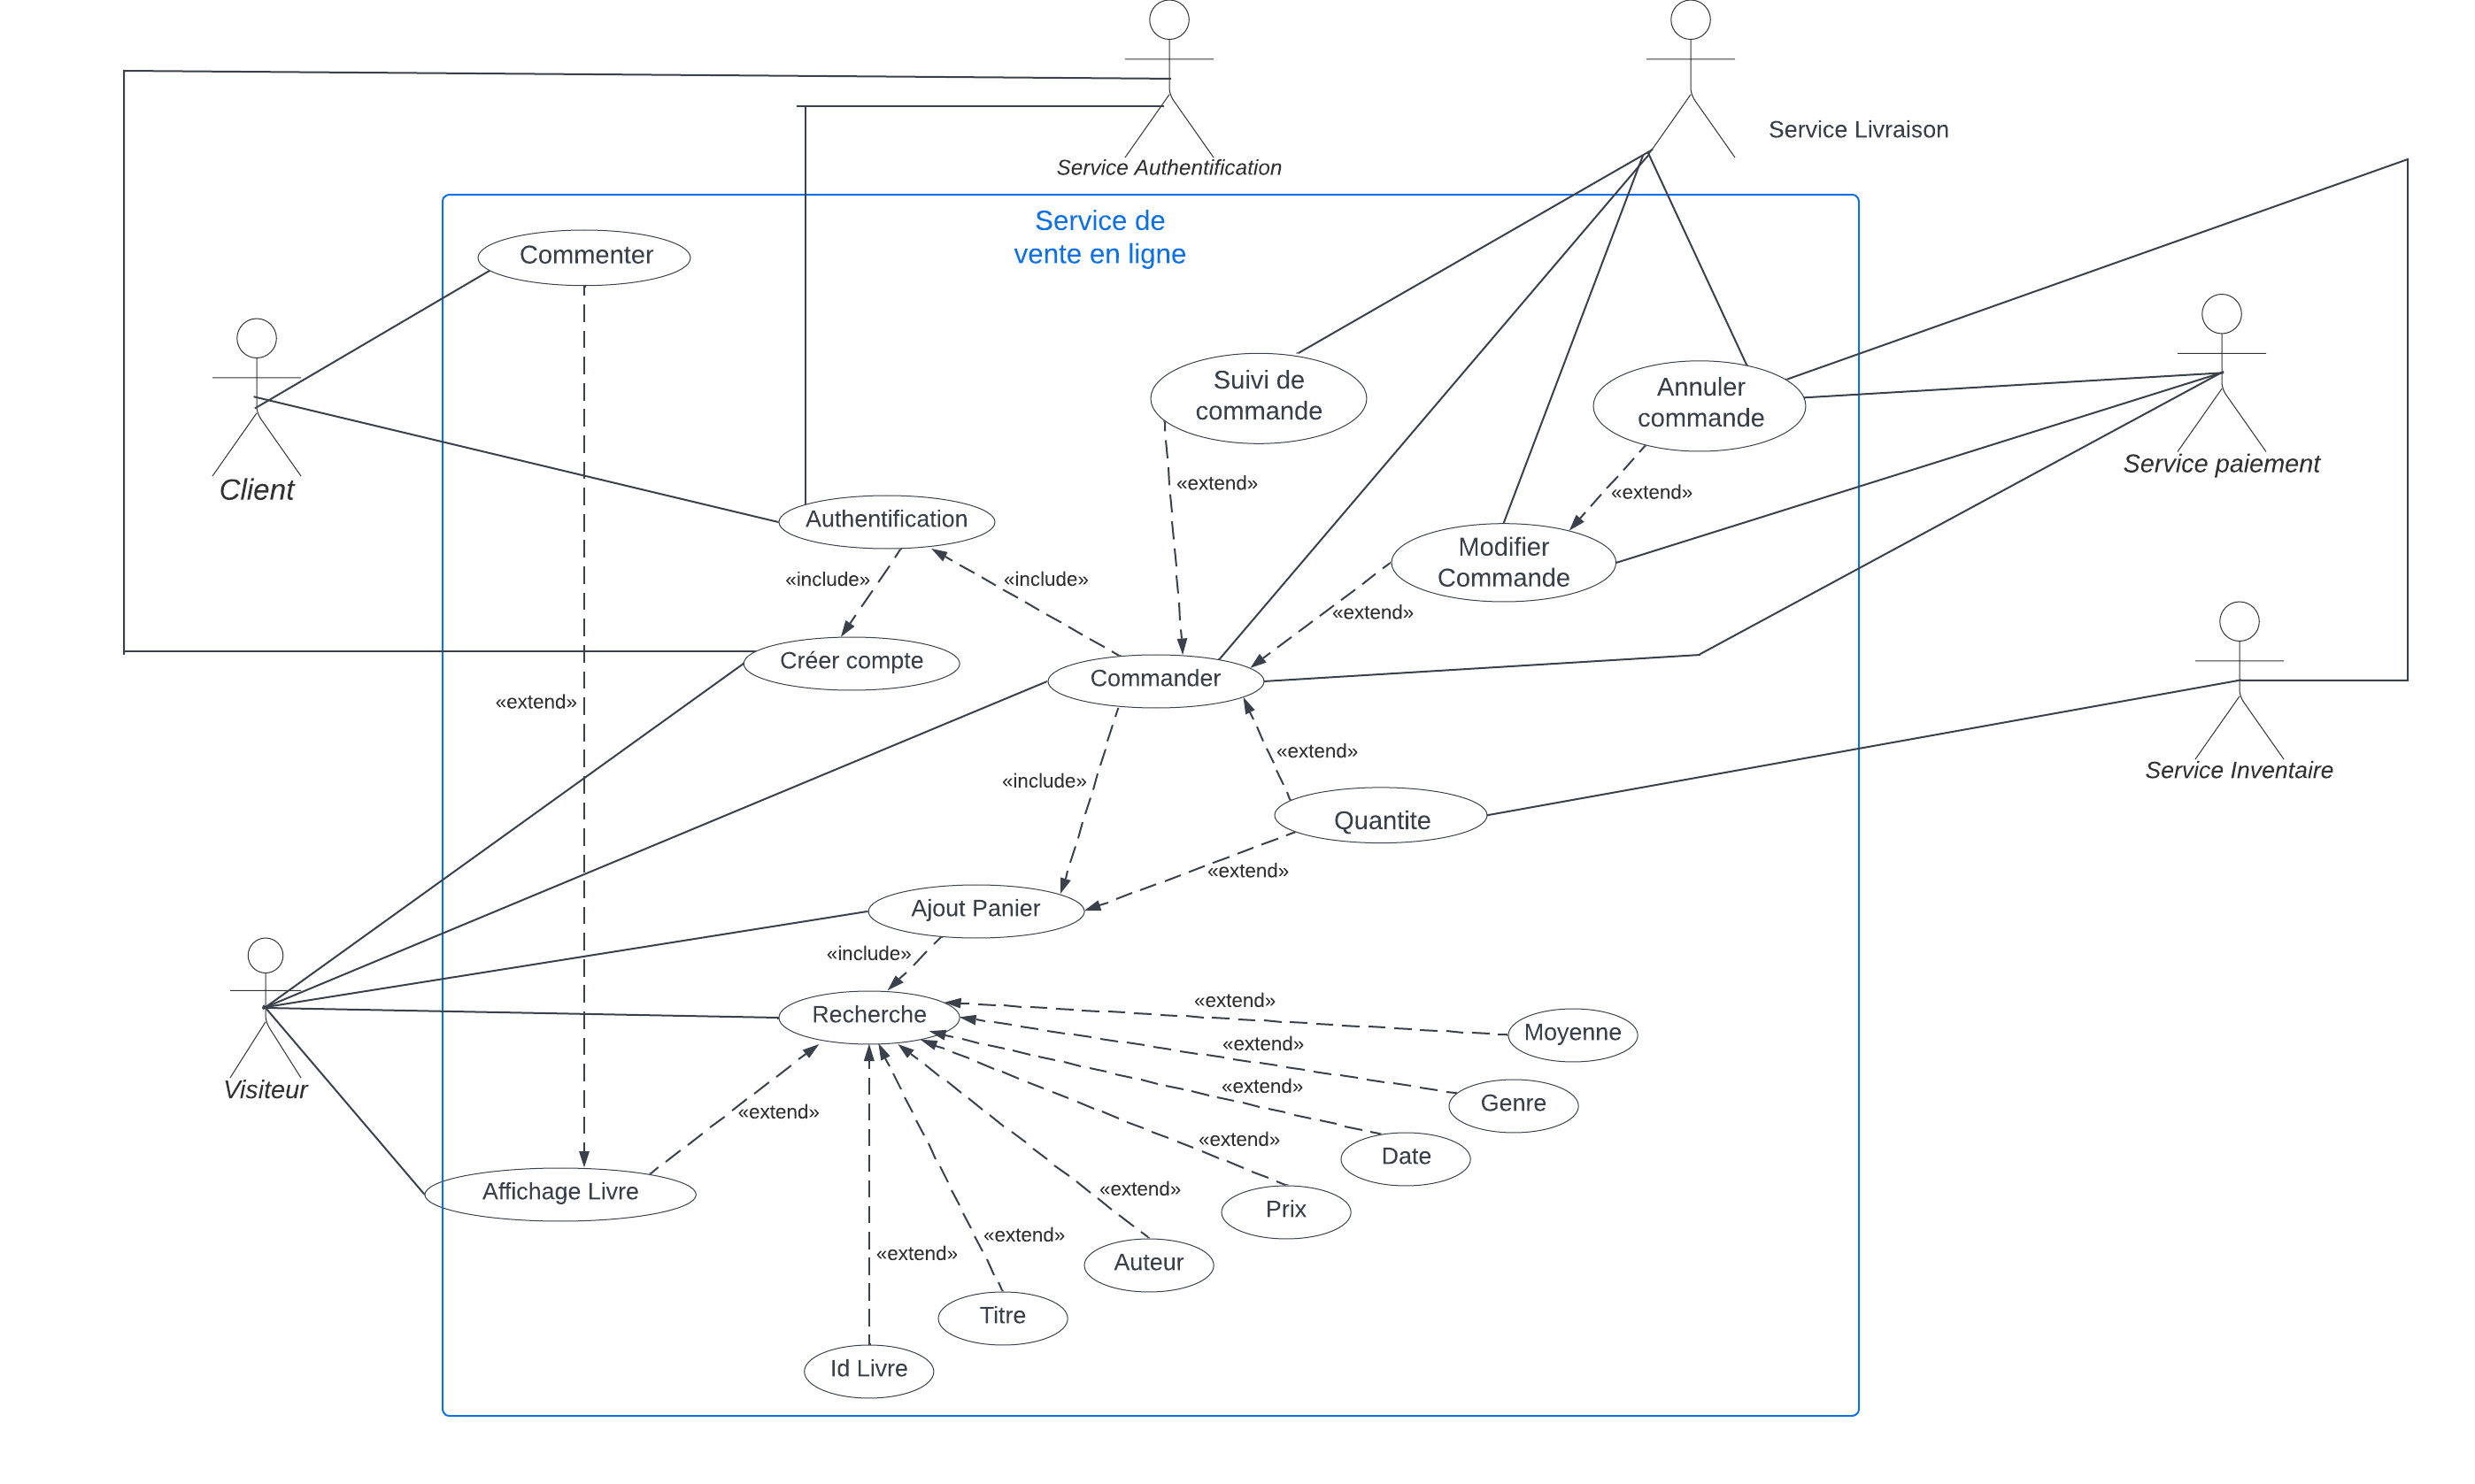 Service Livraison
Service Authentification
Service de
vente en ligne
Commenter
Suivi de
commande
Annuler
commande
Service paiement
Client
«extend»
«extend»
Authentification
Modifier
Commande
«include»
«include»
«extend»
Créer compte
Commander
«extend»
«extend»
Service Inventaire
«include»
Quantite
«extend»
Ajout Panier
«include»
«extend»
Recherche
Moyenne
«extend»
Visiteur
«extend»
Genre
«extend»
«extend»
Date
Affichage Livre
«extend»
Prix
«extend»
«extend»
Auteur
Titre
Id Livre